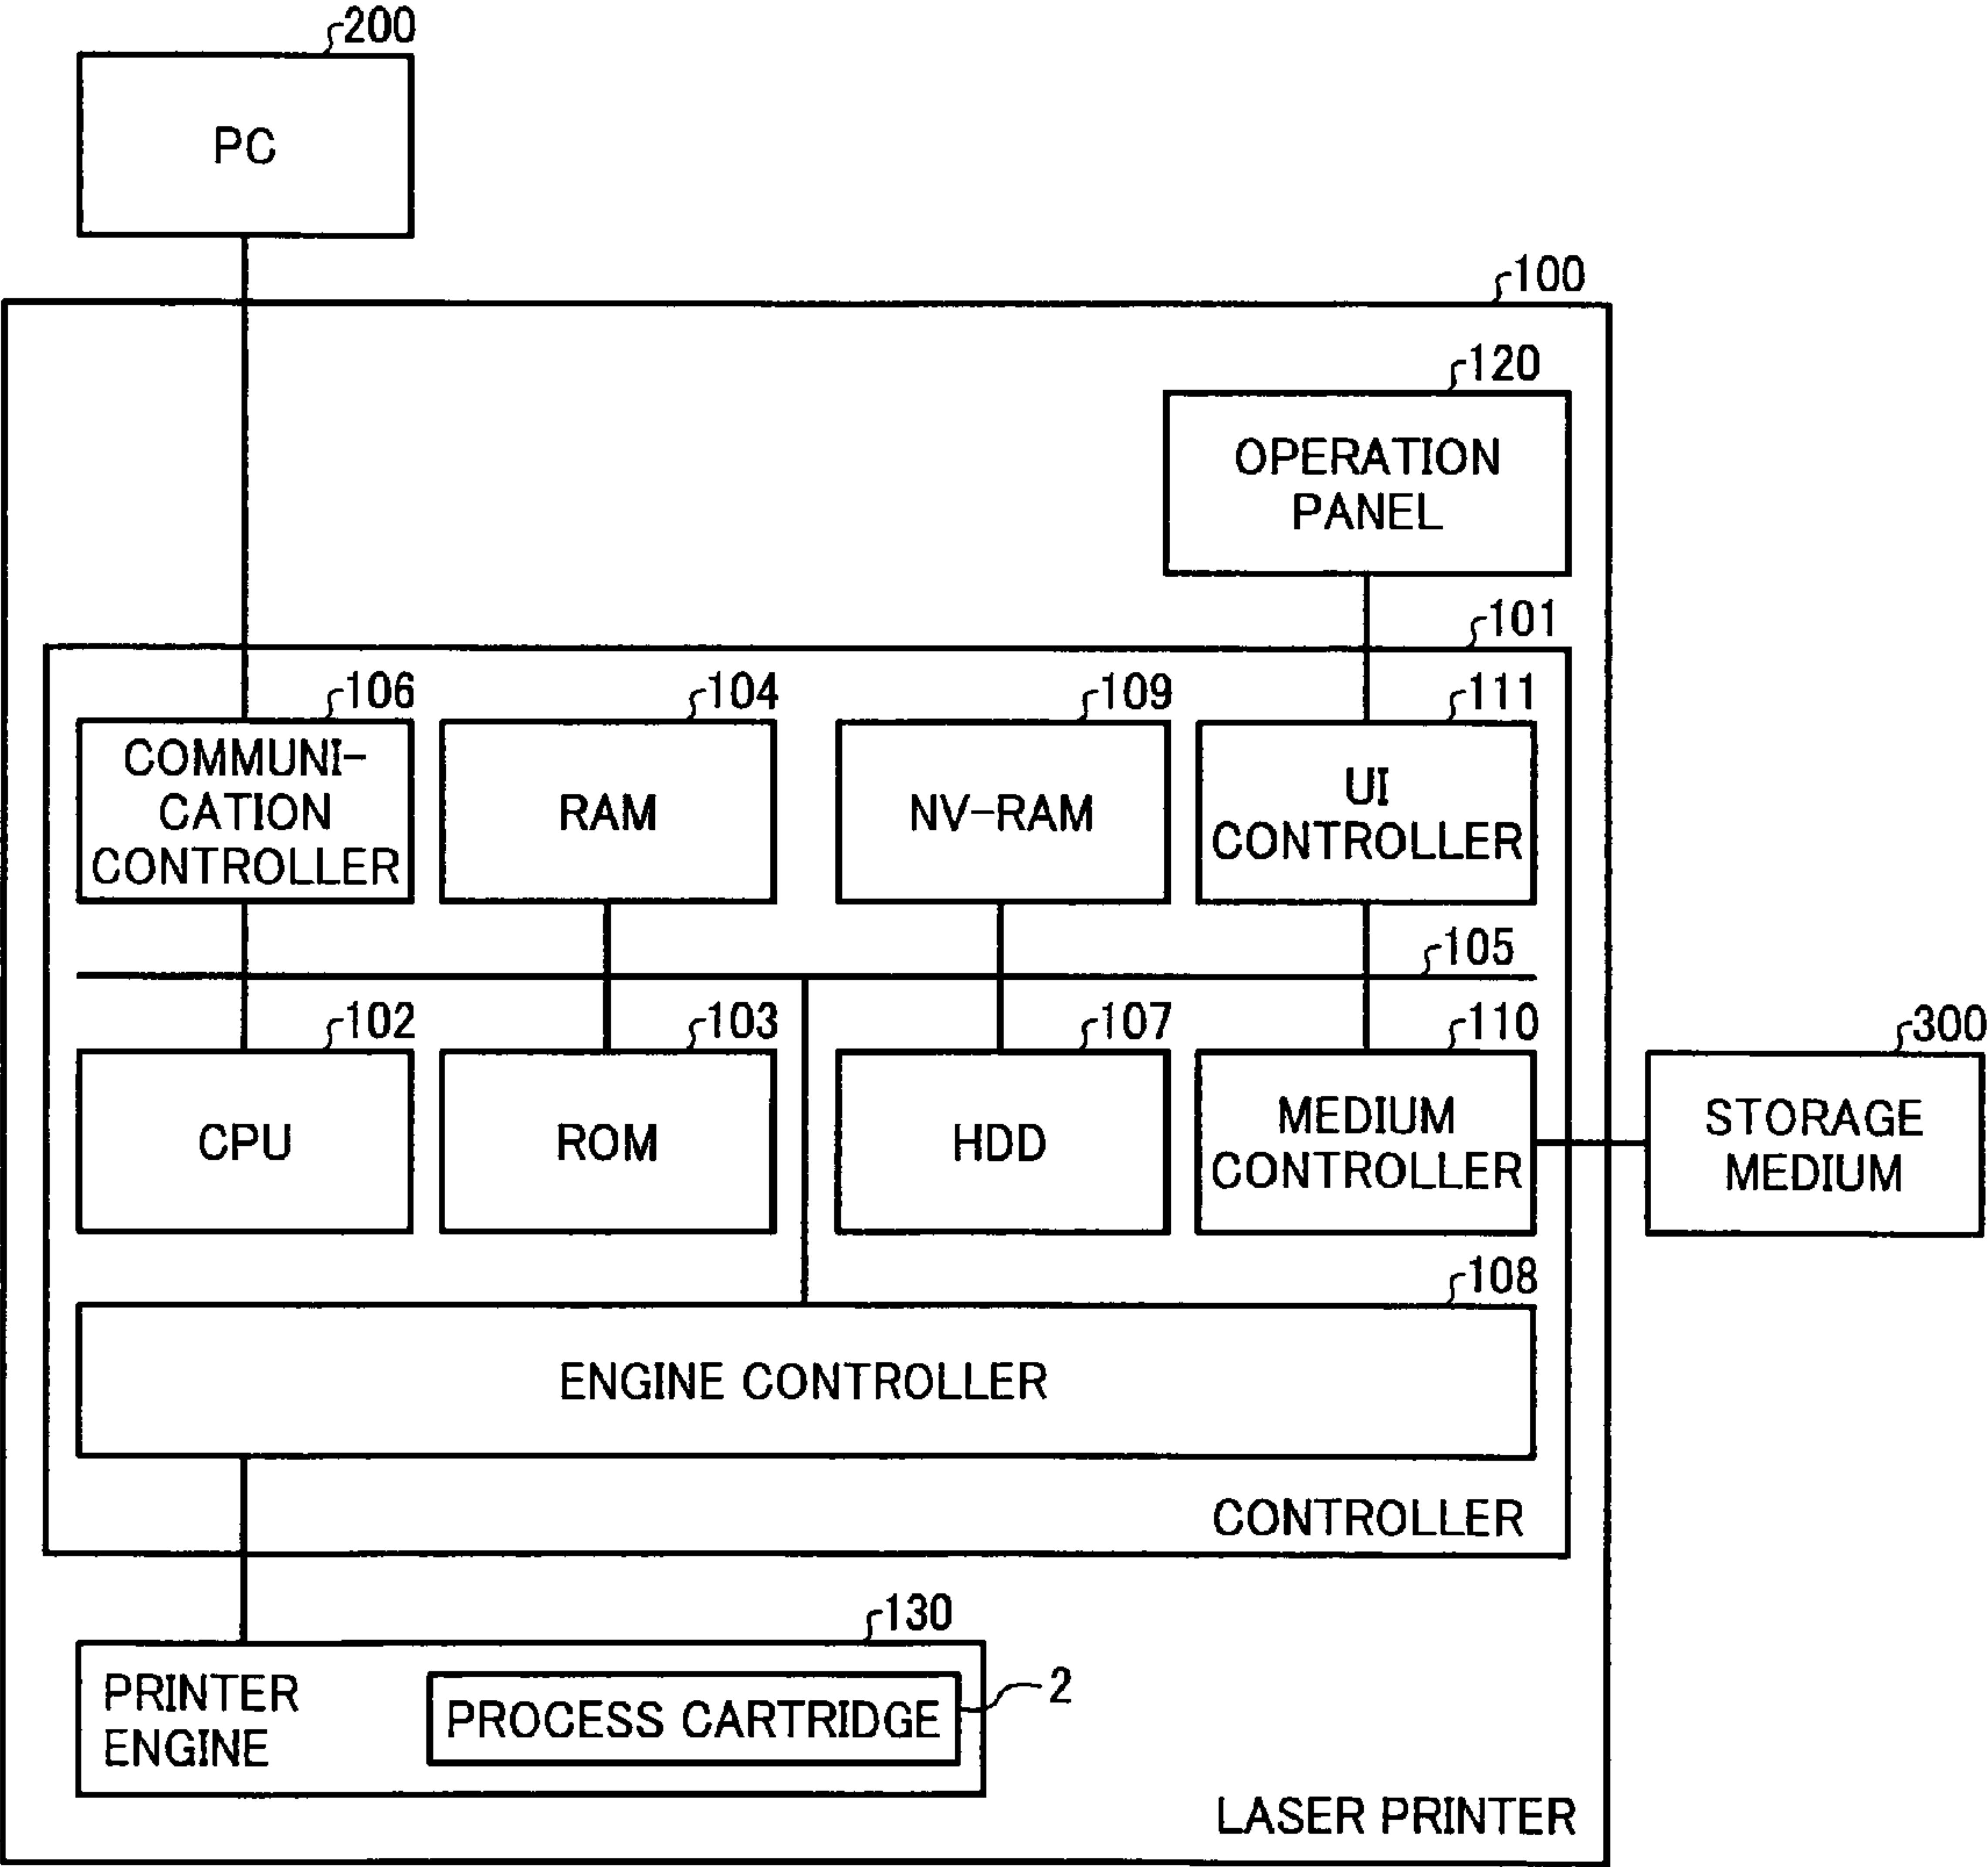 200
PC
100
120
OPERATION
PANEL
101
106
104
109
111
COMMUNI-
CATION
CONTROLLER
RAM
NV-RAM
UI
CONTROLLER
105
102
103
107
110
300
CPU
ROM
HDD
MEDIUM
CONTROLLER
STORAGE
MEDIUM
108
ENGINE CONTROLLER
CONTROLLER
130
PRINTER
ENGINE
PROCESS CARTRIDGE
2
LASER PRINTER